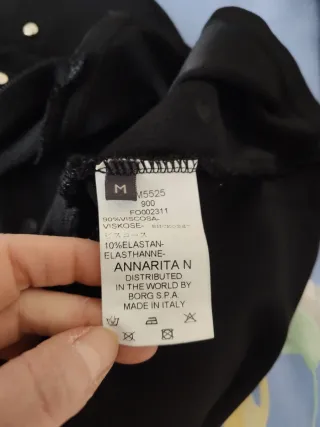 M
M5525
900
FO002311
90%VISCOSA-
VISKOSE-
10%ELASTAN-
ELASTHANNE-
ANNARITA N
DISTRIBUTED
IN THE WORLD BY
BORG S.P.A
MADE IN ITALY